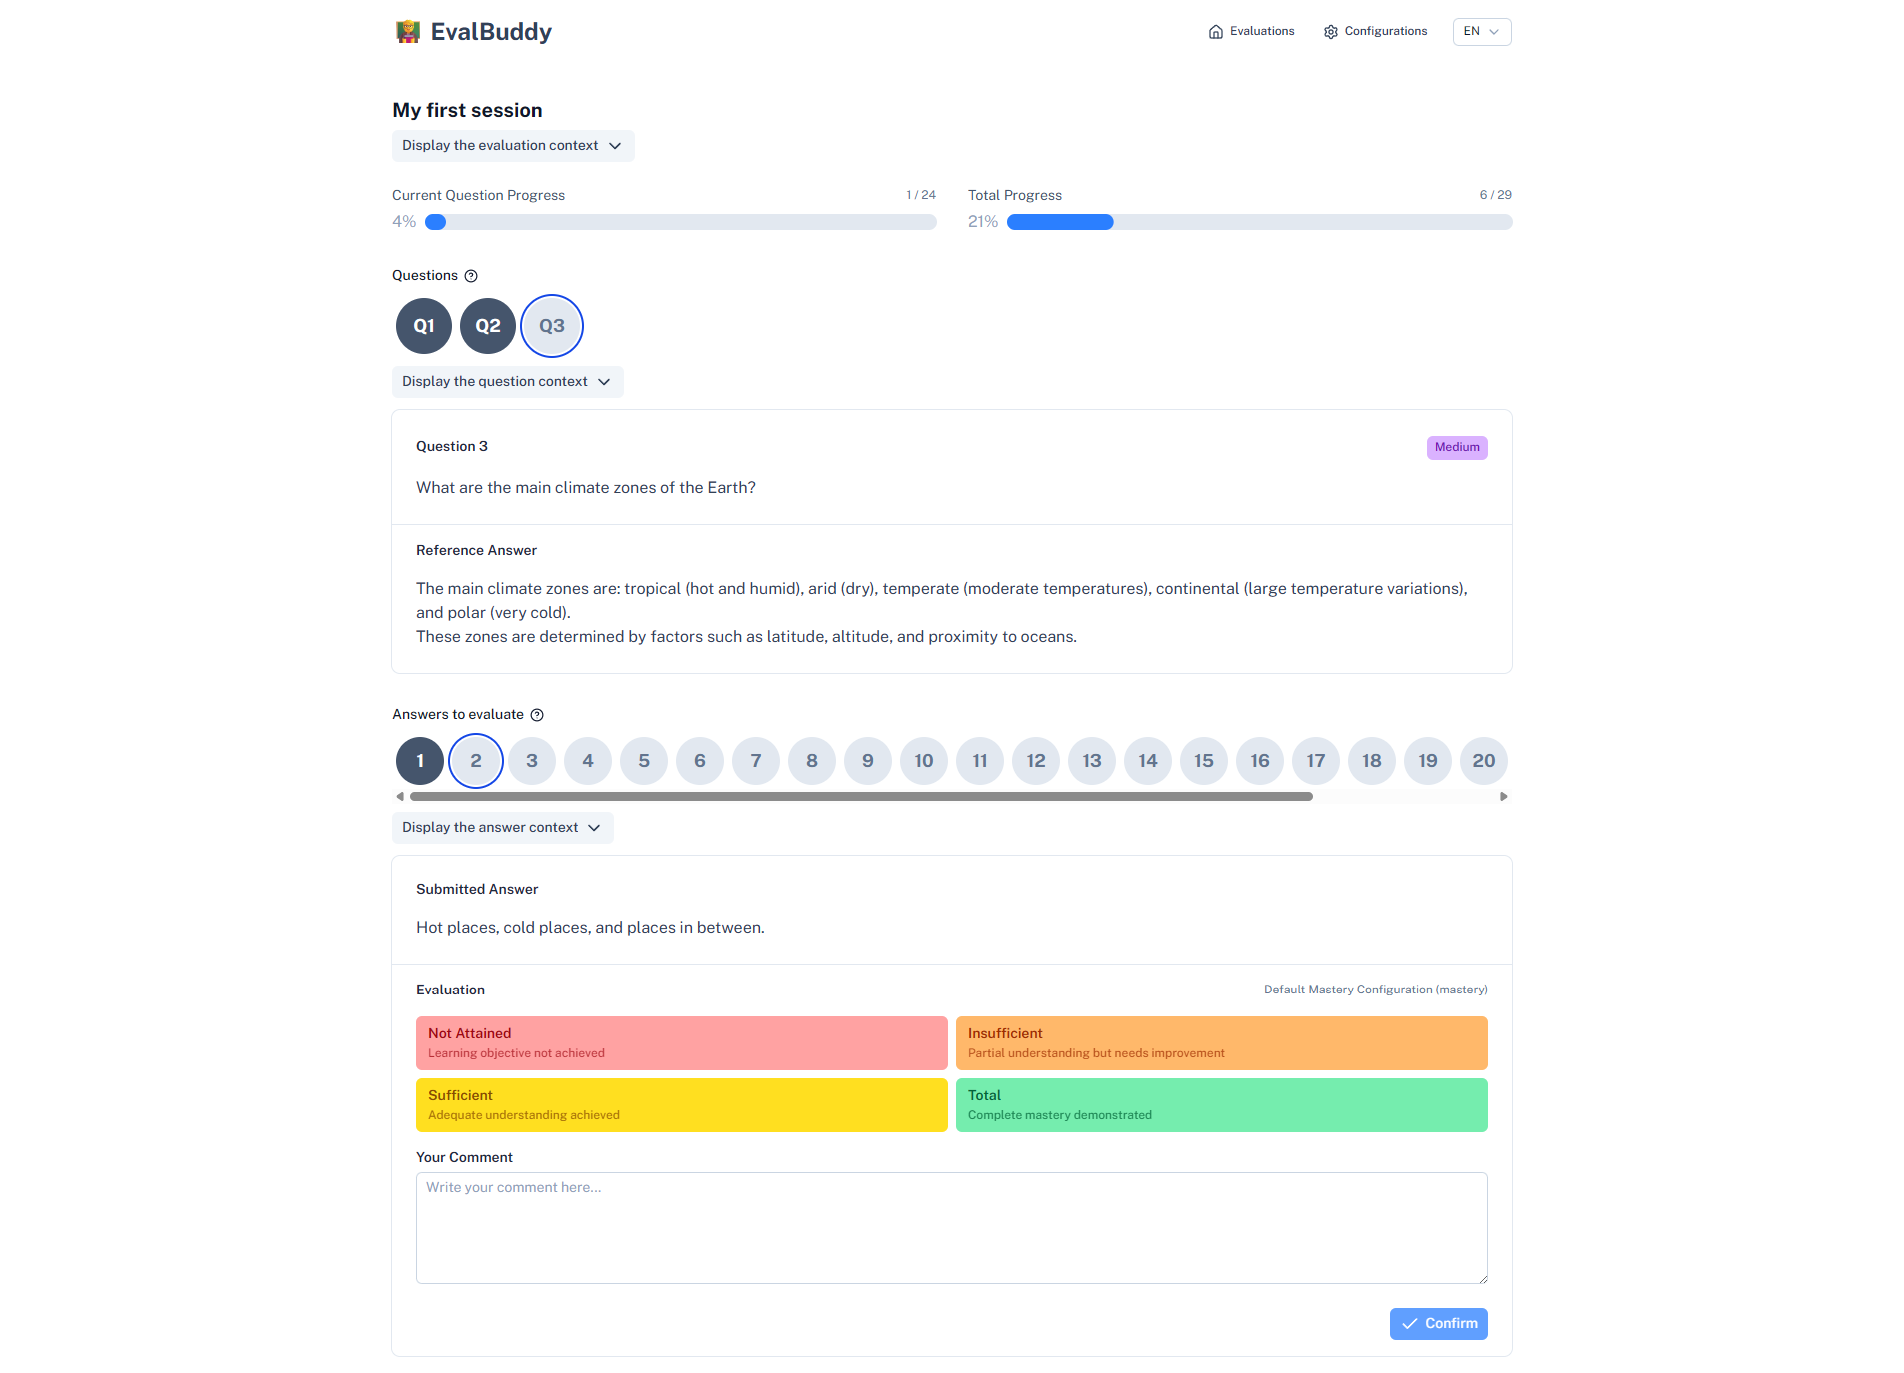 EvalBuddy
Evaluations
Configurations
EN
My first session
Display the evaluation context
Current Question Progress
1 / 24
4%
Total Progress
6 / 29
21%
Questions
Q1
Q2
Q3
Display the question context
Question 3
Medium
What are the main climate zones of the Earth?
Reference Answer
The main climate zones are: tropical (hot and humid), arid (dry), temperate (moderate temperatures), continental (large temperature variations),
and polar (very cold).
These zones are determined by factors such as latitude, altitude, and proximity to oceans.
Answers to evaluate
1 2 3 4 5 6 7 8 9 10 11 12 13 14 15 16 17 18 19 20
Display the answer context
Submitted Answer
Hot places, cold places, and places in between.
Evaluation
Default Mastery Configuration (mastery)
Not Attained
Learning objective not achieved
Insufficient
Partial understanding but needs improvement
Sufficient
Adequate understanding achieved
Total
Complete mastery demonstrated
Your Comment
Write your comment here...
Confirm